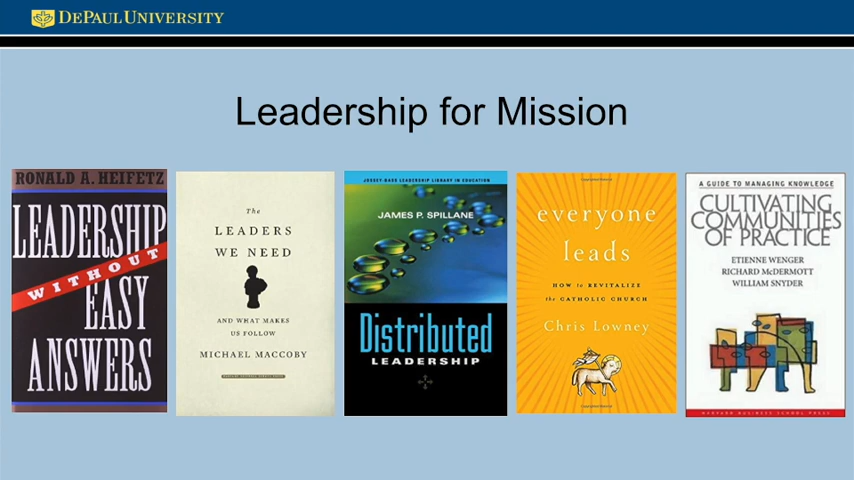 DEPAUL UNIVERSITY
Leadership for Mission
RONALD A. HEIFETZ
LEADERSHIP
WITHOUT
EASY
ANSWERS
The
LEADERS
WE NEED
AND WHAT MAKES
US FOLLOW
MICHAEL MACCOBY
JOSSEY-BASS LEADERSHIP LIBRARY IN EDUCATION
JAMES P. SPILLANE
Distributed
LEADERSHIP
everyone
leads
HOW to REVITALIZE
the CATHOLIC CHURCH
Chris Lowney
A GUIDE TO MANAGING KNOWLEDGE
CULTIVATING
COMMUNITIES
OF PRACTICE
ETIENNE WENGER
RICHARD McDERMOTT
WILLIAM SNYDER
HARVARD BUSINESS SCHOOL PRESS